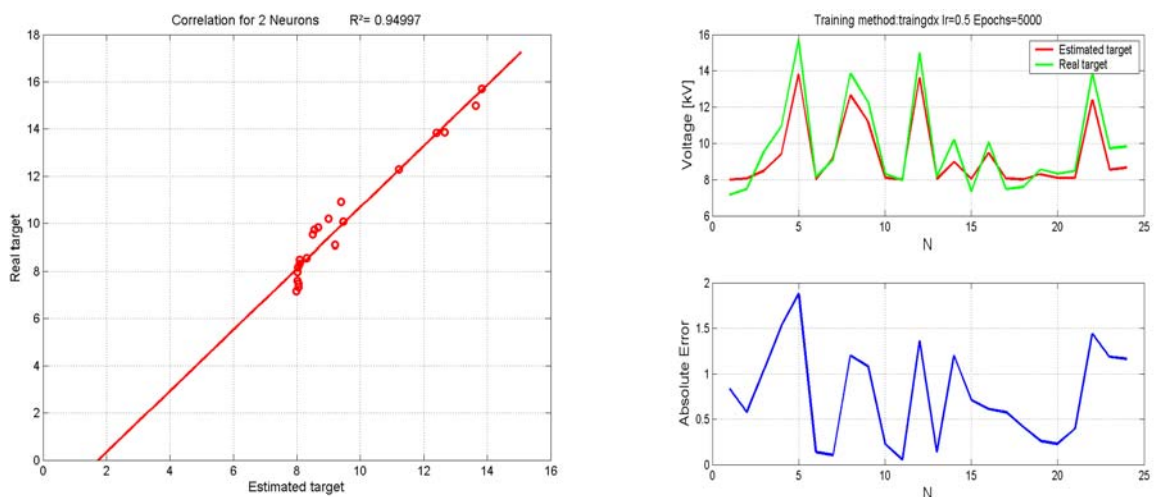 Correlation for 2 Neurons R²= 0.94997
18
16
14
12
10
8
6
4
2
0
Real target
0 2 4 6 8 10 12 14 16
Estimated target
Training method:traingdx lr=0.5 Epochs=5000
16
14
12
10
8
6
Voltage [kV]
Estimated target
Real target
0 5 10 15 20 25
N
2
1.5
1
0.5
0
Absolute Error
0 5 10 15 20 25
N